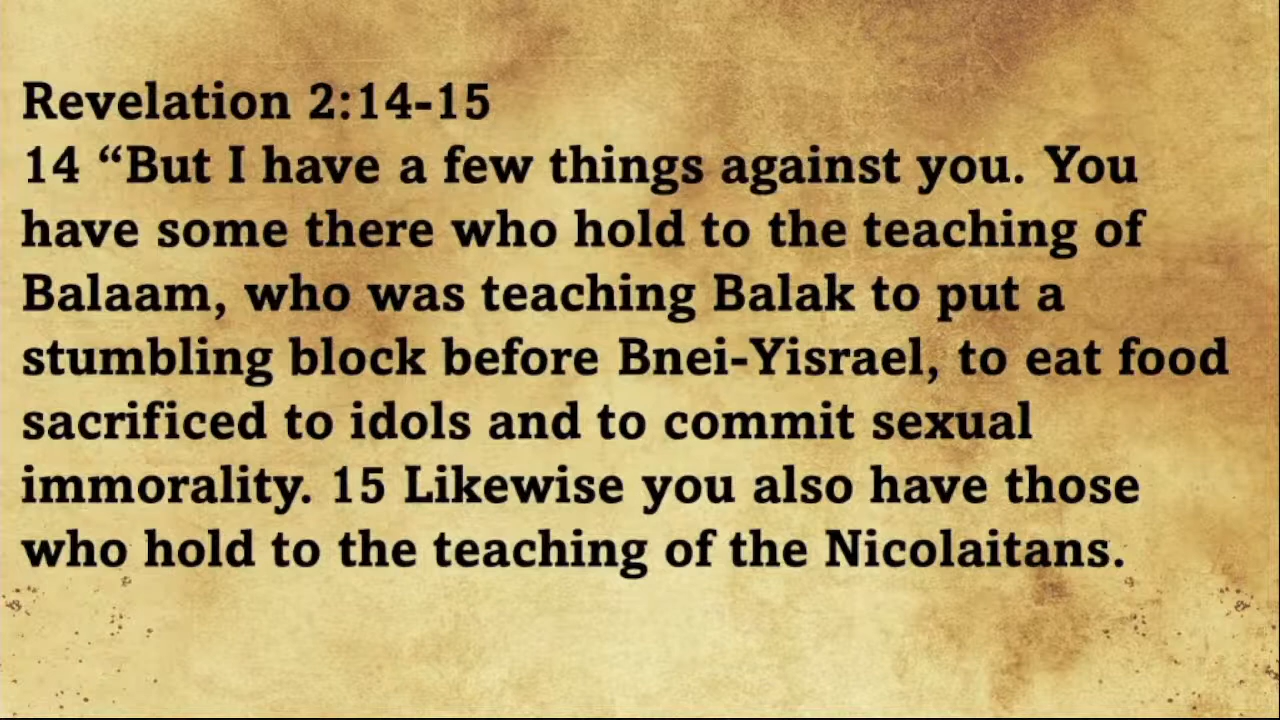 Revelation 2:14-15
14 “But I have a few things against you. You
have some there who hold to the teaching of
Balaam, who was teaching Balak to put a
stumbling block before Bnei-Yisrael, to eat food
sacrificed to idols and to commit sexual
immorality. 15 Likewise you also have those
who hold to the teaching of the Nicolaitans.